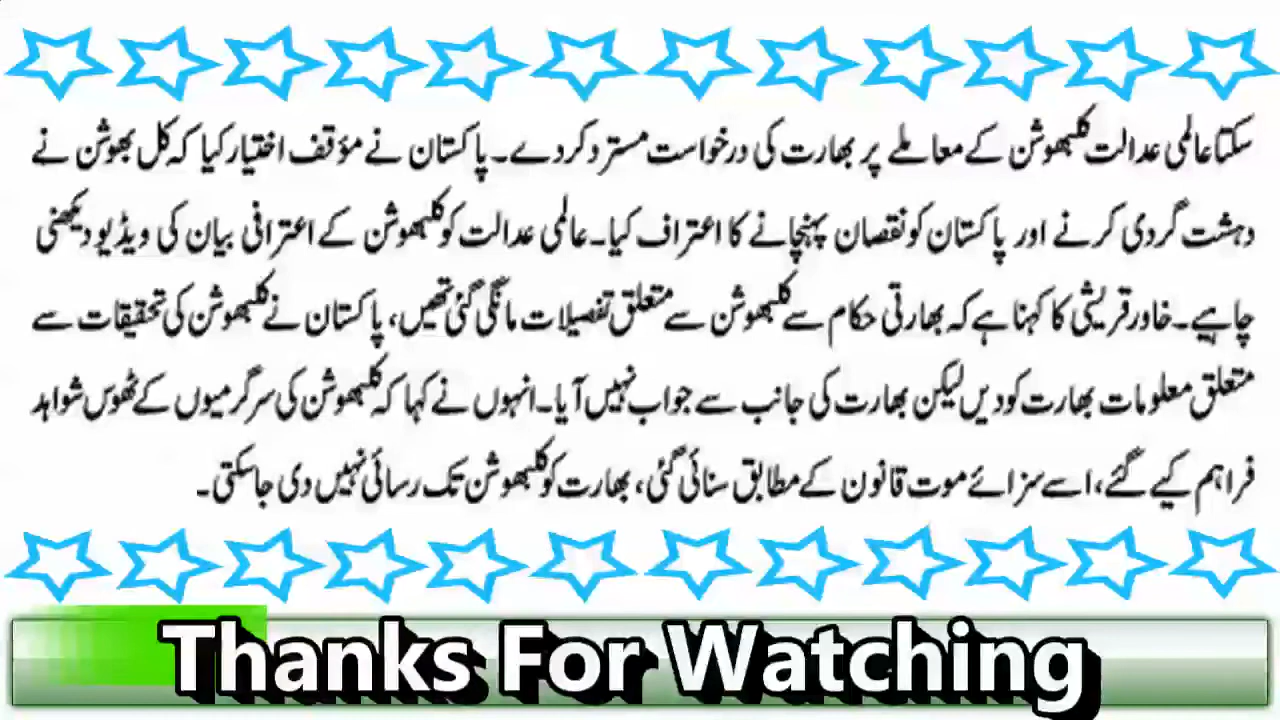 سکتا عالمی عدالت کلبھوشن کے معاملے پر بھارت کی درخواست مسترد کر دے۔ پاکستان نے مؤقف اختیار کیا کہ کل بھوشن نے
دہشت گردی کرنے اور پاکستان کو نقصان پہنچانے کا اعتراف کیا۔ عالمی عدالت کو کلبھوشن کے اعترافی بیان کی ویڈیو دیکھنی
چاہیے۔ خاور قریشی کا کہنا ہے کہ بھارتی حکام سے کلبھوشن سے متعلق تفصیلات مانگی گئی تھیں، پاکستان نے کلبھوشن کی تحقیقات سے
متعلق معلومات بھارت کو دیں لیکن بھارت کی جانب سے جواب نہیں آیا۔ انہوں نے کہا کہ کلبھوشن کی سرگرمیوں کے ٹھوس شواہد
فراہم کیے گئے، اسے سزائے موت قانون کے مطابق سنائی گئی، بھارت کو کلبھوشن تک رسائی نہیں دی جا سکتی۔
Thanks For Watching